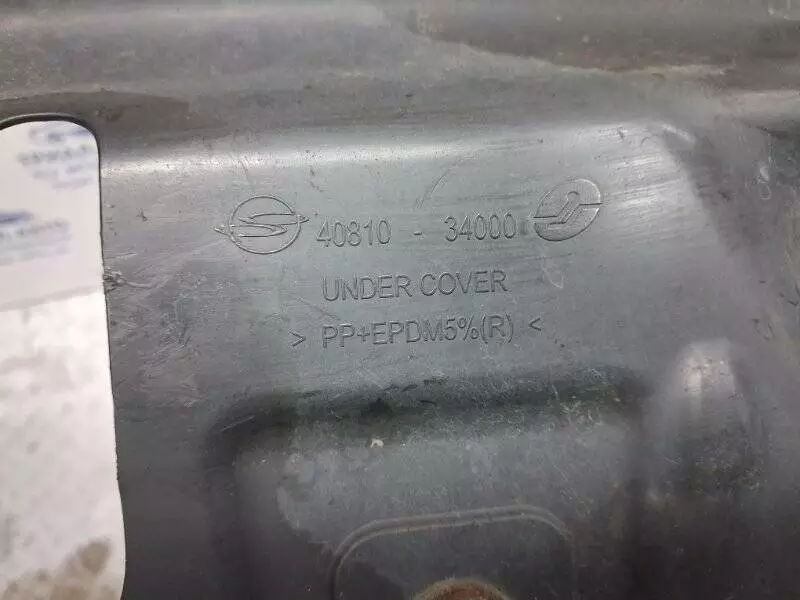 40810 - 34000
UNDER COVER
> PP+EPDM5%(R) <